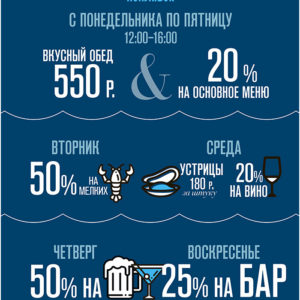 С ПОНЕДЕЛЬНИКА ПО ПЯТНИЦУ
12:00-16:00
ВКУСНЫЙ ОБЕД
550 Р.
&
20 %
НА ОСНОВНОЕ МЕНЮ
ВТОРНИК
50% НА МЕЛКИХ
СРЕДА
УСТРИЦЫ
180 Р.
за штуку
20%
НА ВИНО
ЧЕТВЕРГ
50% НА
ВОСКРЕСЕНЬЕ
25% НА БАР